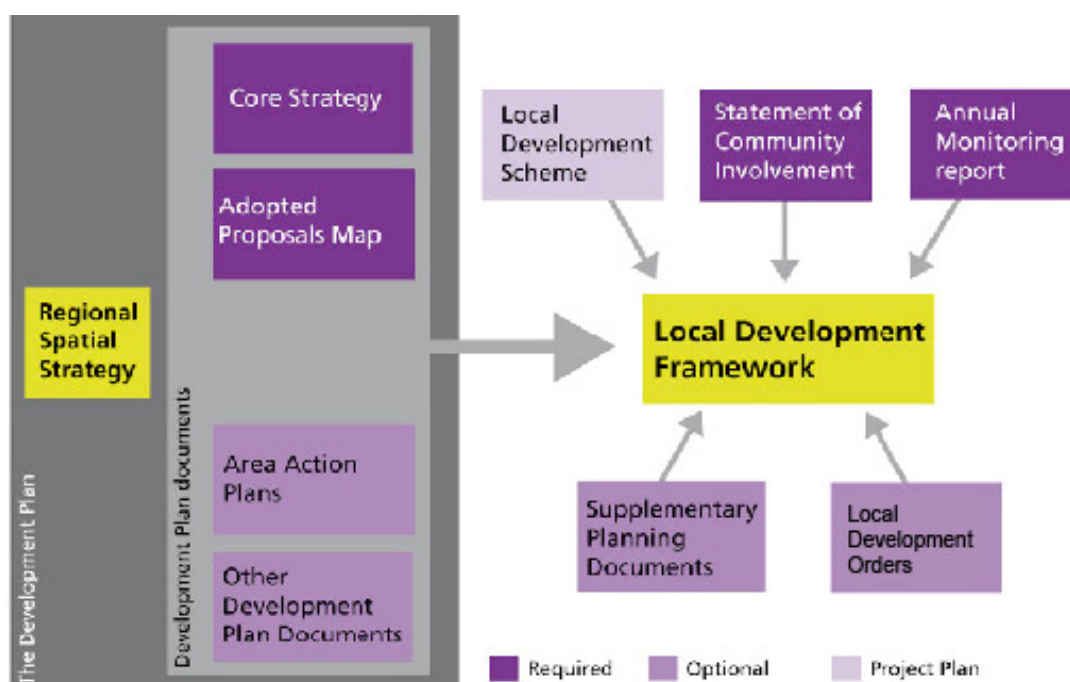 The Development Plan
Regional
Spatial
Strategy
Development Plan documents
Core Strategy
Adopted
Proposals Map
Area Action
Plans
Other
Development
Plan Documents
Local
Development
Scheme
Statement of
Community
Involvement
Annual
Monitoring
report
Local Development
Framework
Supplementary
Planning
Documents
Local
Development
Orders
Required
Optional
Project Plan